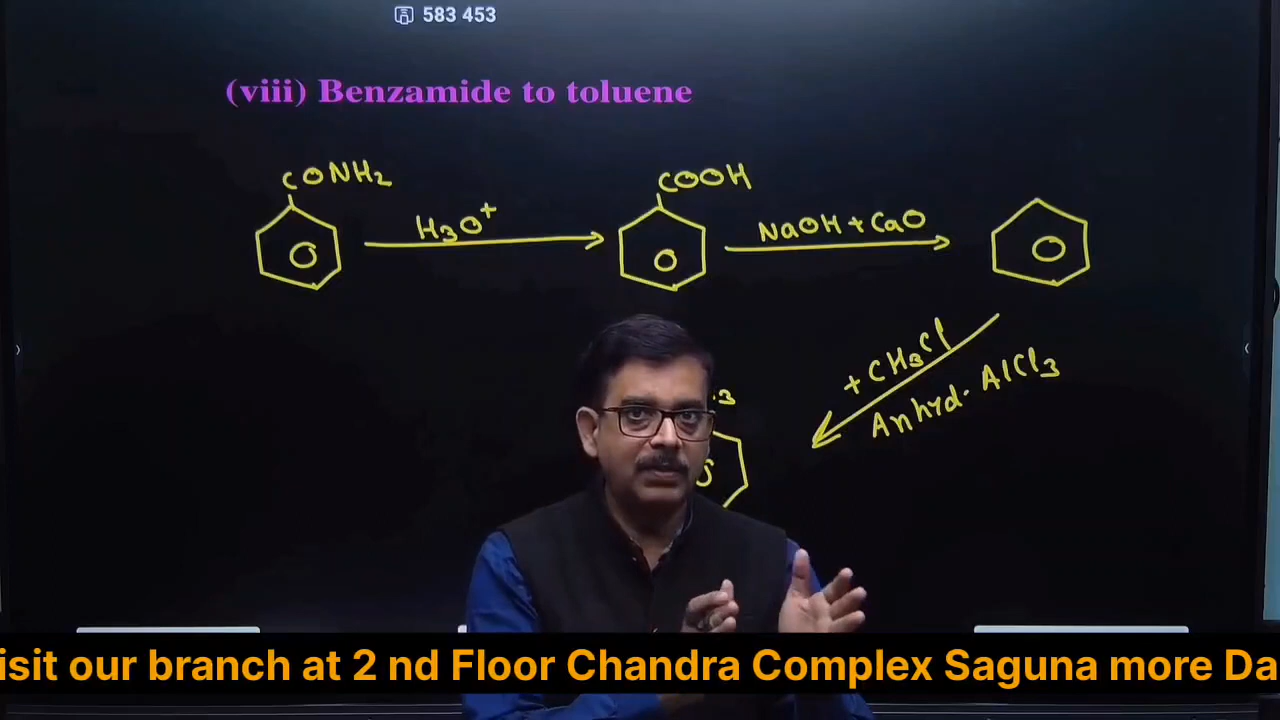 583 453
(viii) Benzamide to toluene
CONH2
COOH
H3O+
NaOH + CaO
+ CH3Cl
Anhyd. AlCl3
3
isit our branch at 2 nd Floor Chandra Complex Saguna more Da